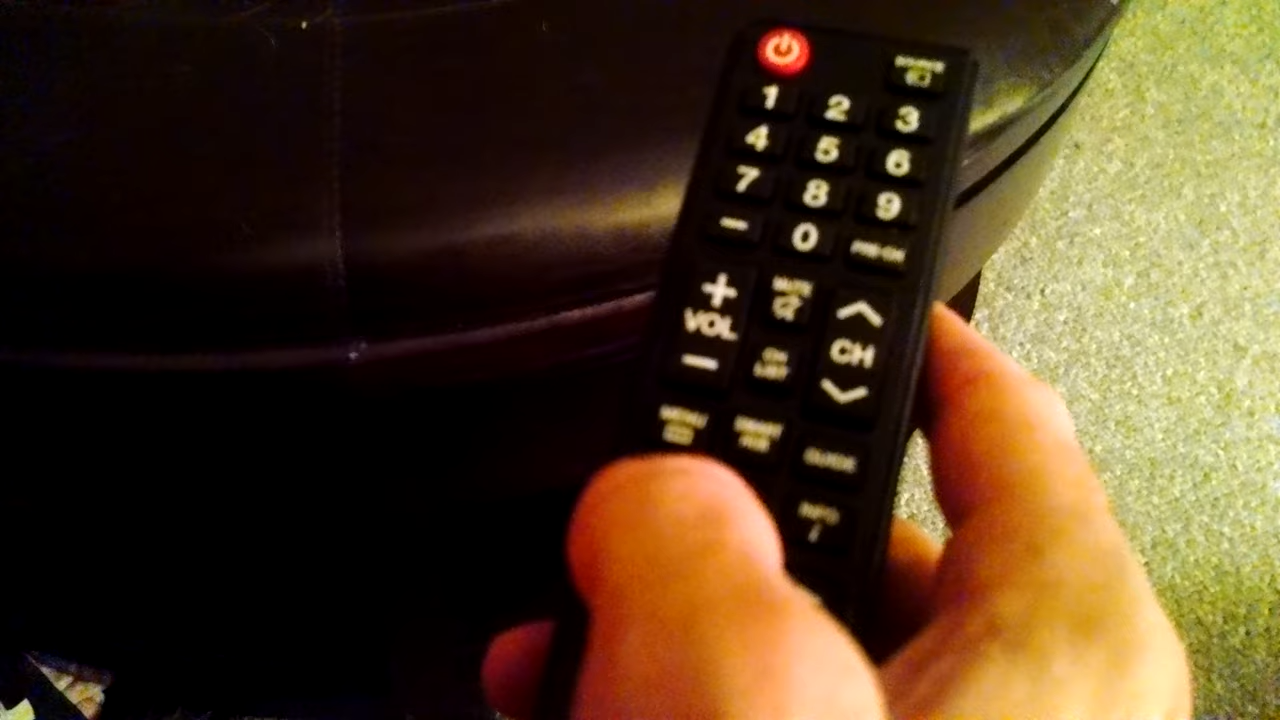 SOURCE
1 2 3
4 5 6
7 8 9
- 0 PRE-CH
+ MUTE
VOL CH
- CH LIST
MENU SMART HUB GUIDE
INFO
i